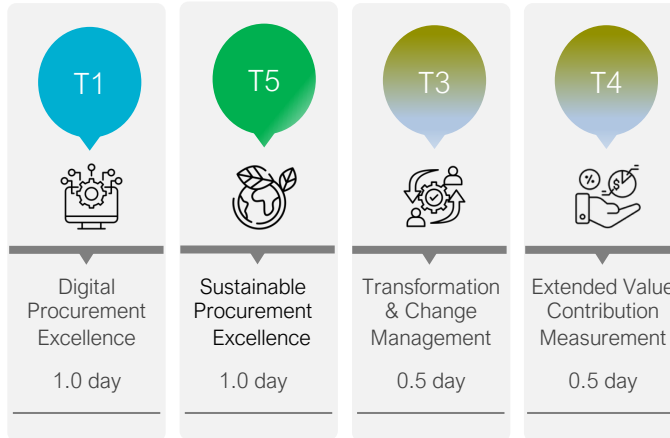 T1
Digital
Procurement
Excellence
1.0 day
T5
Sustainable
Procurement
Excellence
1.0 day
T3
Transformation
& Change
Management
0.5 day
T4
%
$
Extended Value
Contribution
Measurement
0.5 day